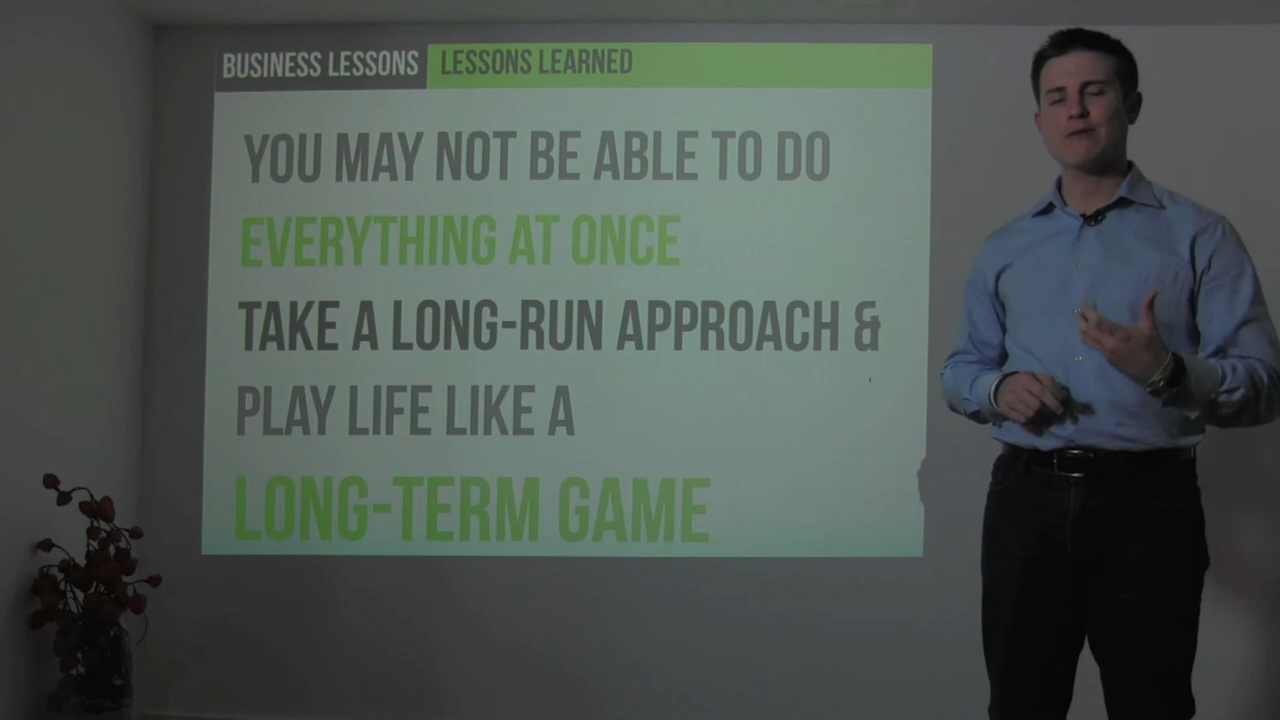 BUSINESS LESSONS LESSONS LEARNED
YOU MAY NOT BE ABLE TO DO
EVERYTHING AT ONCE
TAKE A LONG-RUN APPROACH &
PLAY LIFE LIKE A
LONG-TERM GAME